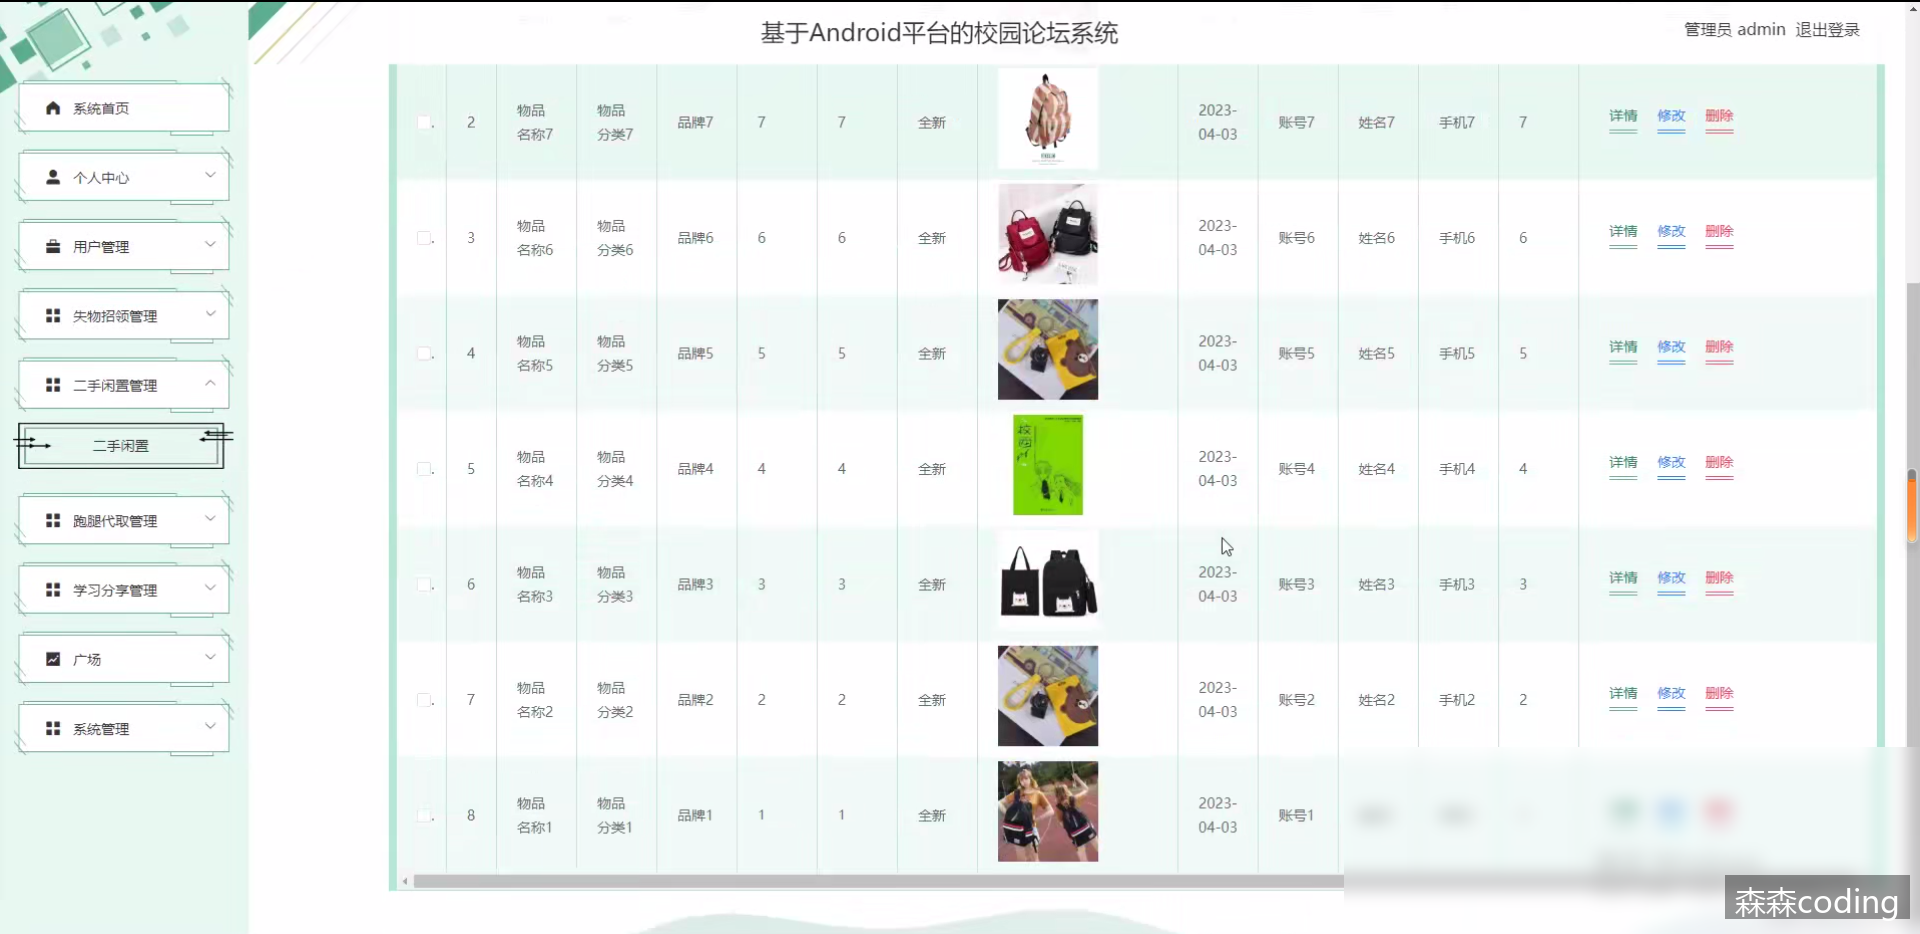 基于Android平台的校园论坛系统
管理员 admin 退出登录
系统首页
个人中心
用户管理
失物招领管理
二手闲置管理
二手闲置
跑腿代取管理
学习分享管理
广场
系统管理
2 物品名称7 物品分类7 品牌7 7 7 全新 2023-04-03 账号7 姓名7 手机7 7 详情 修改 删除
3 物品名称6 物品分类6 品牌6 6 6 全新 2023-04-03 账号6 姓名6 手机6 6 详情 修改 删除
4 物品名称5 物品分类5 品牌5 5 5 全新 2023-04-03 账号5 姓名5 手机5 5 详情 修改 删除
5 物品名称4 物品分类4 品牌4 4 4 全新 2023-04-03 账号4 姓名4 手机4 4 详情 修改 删除
6 物品名称3 物品分类3 品牌3 3 3 全新 2023-04-03 账号3 姓名3 手机3 3 详情 修改 删除
7 物品名称2 物品分类2 品牌2 2 2 全新 2023-04-03 账号2 姓名2 手机2 2 详情 修改 删除
8 物品名称1 物品分类1 品牌1 1 1 全新 2023-04-03 账号1
森森coding